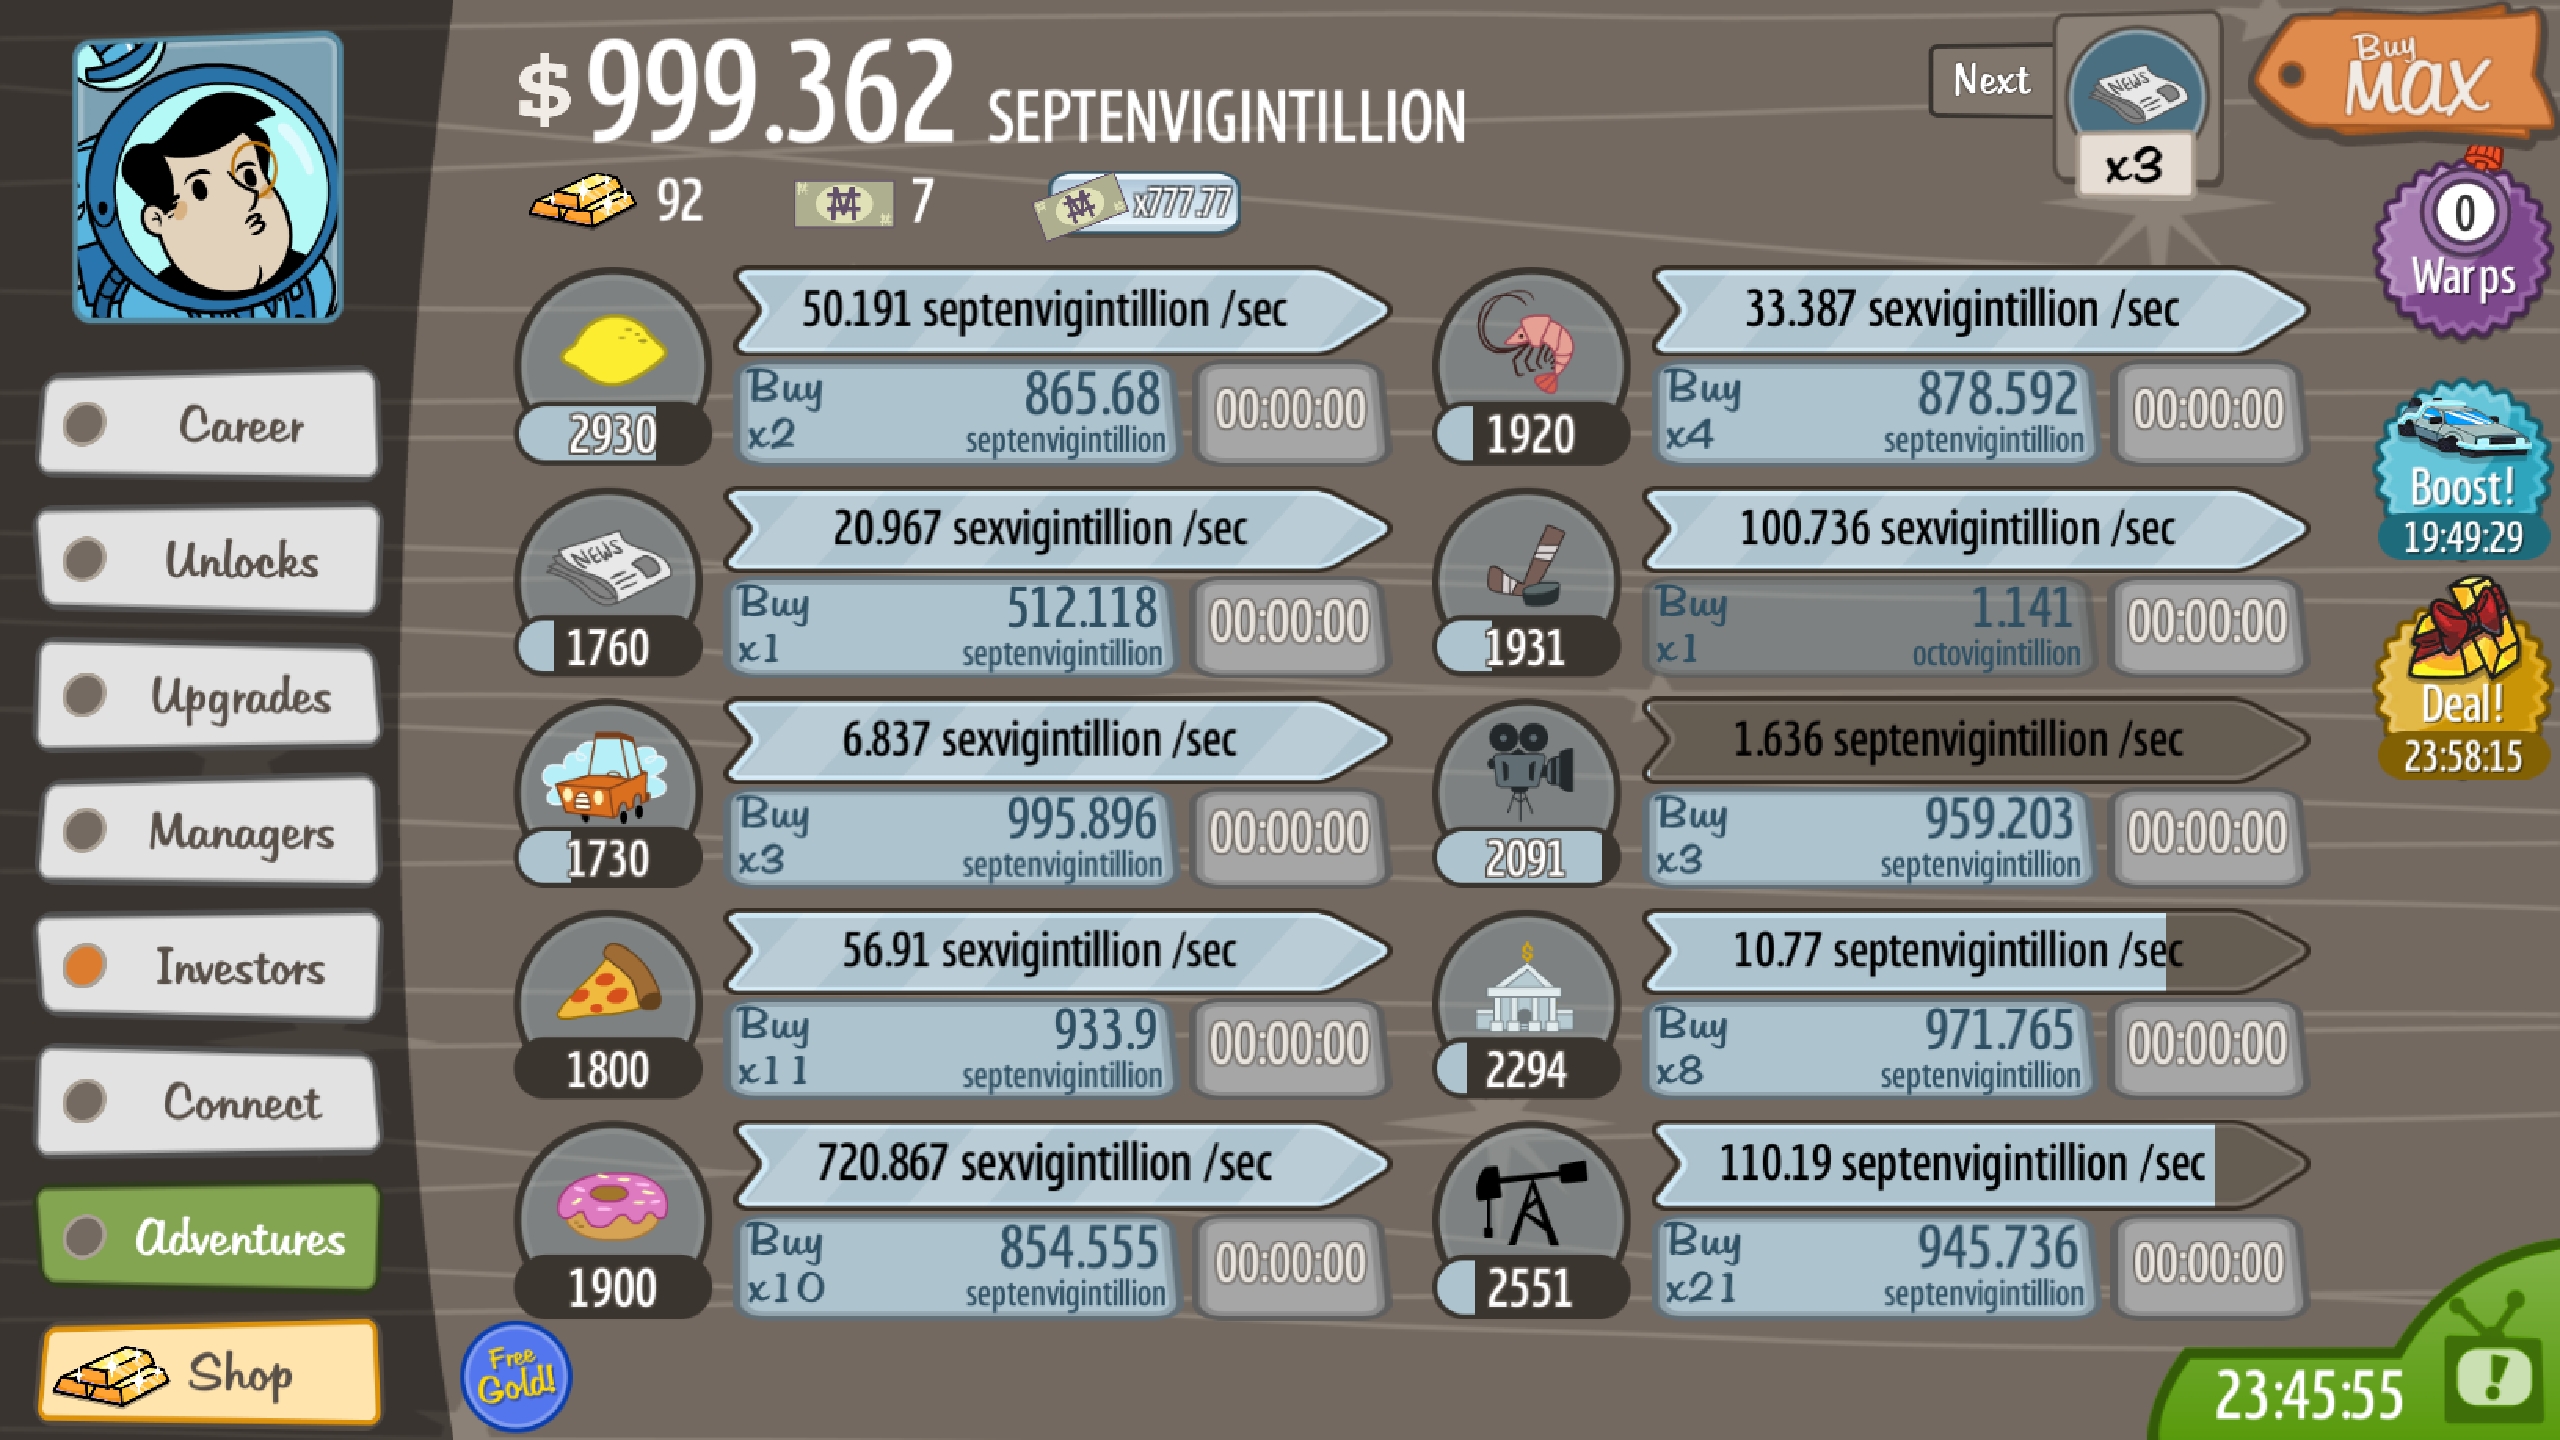 $ 999.362 SEPTENVIGINTILLION
92
7
x777.77
Next
NEWS
x3
Buy
MAX
0
Warps
Boost!
19:49:29
Deal!
23:58:15
Career
Unlocks
Upgrades
Managers
Investors
Connect
Adventures
Shop
50.191 septenvigintillion /sec
2930
Buy 865.68
x2 septenvigintillion
00:00:00
33.387 sexvigintillion /sec
1920
Buy 878.592
x4 septenvigintillion
00:00:00
20.967 sexvigintillion /sec
NEWS
1760
Buy 512.118
x1 septenvigintillion
00:00:00
100.736 sexvigintillion /sec
1931
Buy 1.141
x1 octovigintillion
00:00:00
6.837 sexvigintillion /sec
1730
Buy 995.896
x3 septenvigintillion
00:00:00
1.636 septenvigintillion /sec
2091
Buy 959.203
x3 septenvigintillion
00:00:00
56.91 sexvigintillion /sec
1800
Buy 933.9
x11 septenvigintillion
00:00:00
10.77 septenvigintillion /sec
$
2294
Buy 971.765
x8 septenvigintillion
00:00:00
720.867 sexvigintillion /sec
1900
Buy 854.555
x10 septenvigintillion
00:00:00
110.19 septenvigintillion /sec
2551
Buy 945.736
x21 septenvigintillion
00:00:00
Free
Gold!
23:45:55
!